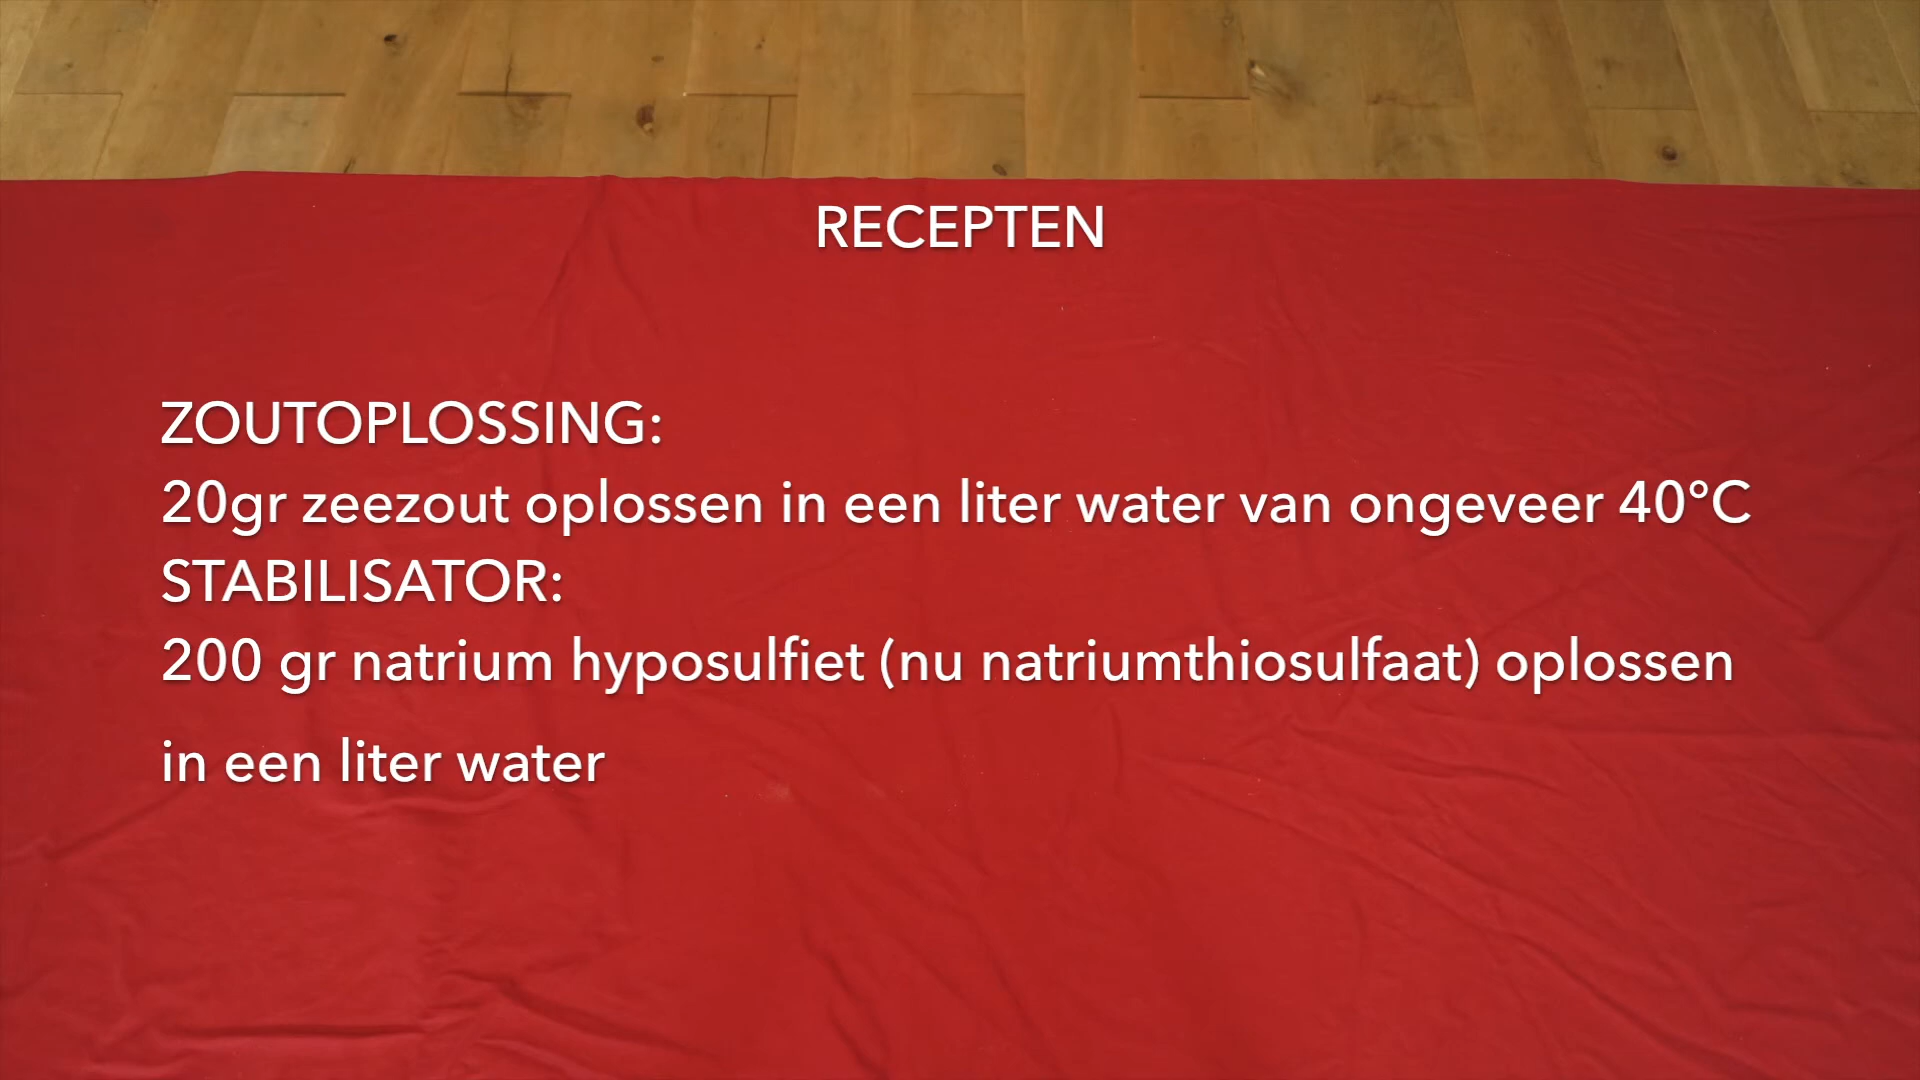 RECEPTEN
ZOUTOPLOSSING:
20gr zeezout oplossen in een liter water van ongeveer 40°C
STABILISATOR:
200 gr natrium hyposulfiet (nu natriumthiosulfaat) oplossen
in een liter water